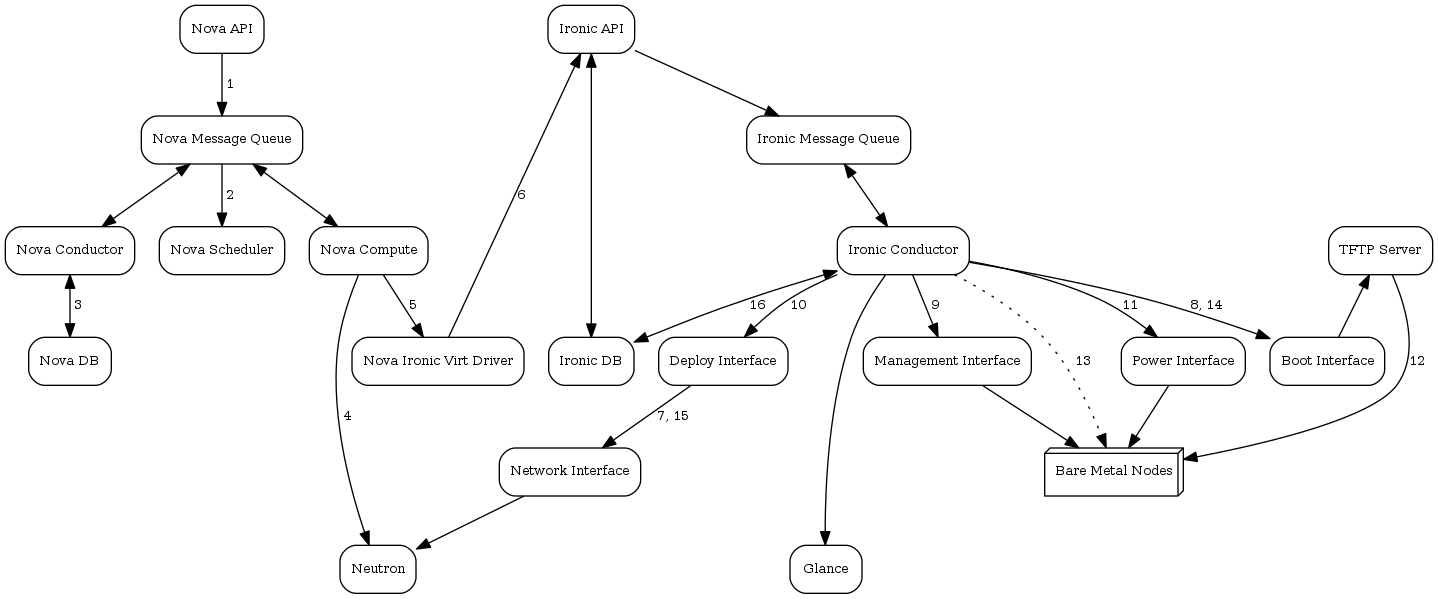 Nova API
Ironic API
1
Nova Message Queue
Ironic Message Queue
2
6
Nova Conductor
Nova Scheduler
Nova Compute
Ironic Conductor
TFTP Server
3
5
16
10
9
11
8, 14
Nova DB
Nova Ironic Virt Driver
Ironic DB
Deploy Interface
Management Interface
13
Power Interface
Boot Interface
12
4
7, 15
Network Interface
Bare Metal Nodes
Neutron
Glance